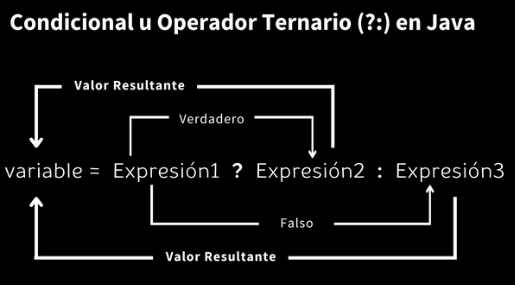 Condicional u Operador Ternario (?:) en Java
Valor Resultante
Verdadero
variable = Expresión1 ? Expresión2 : Expresión3
Falso
Valor Resultante